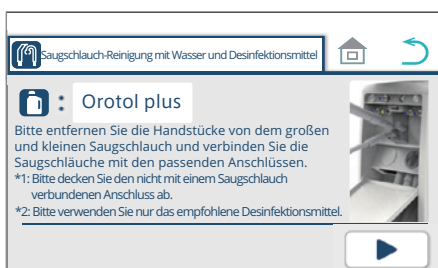 Saugschlauch-Reinigung mit Wasser und Desinfektionsmittel
: Orotol plus
Bitte entfernen Sie die Handstücke von dem großen
und kleinen Saugschlauch und verbinden Sie die
Saugschläuche mit den passenden Anschlüssen.
*1: Bitte decken Sie den nicht mit einem Saugschlauch
verbundenen Anschluss ab.
*2: Bitte verwenden Sie nur das empfohlene Desinfektionsmittel.